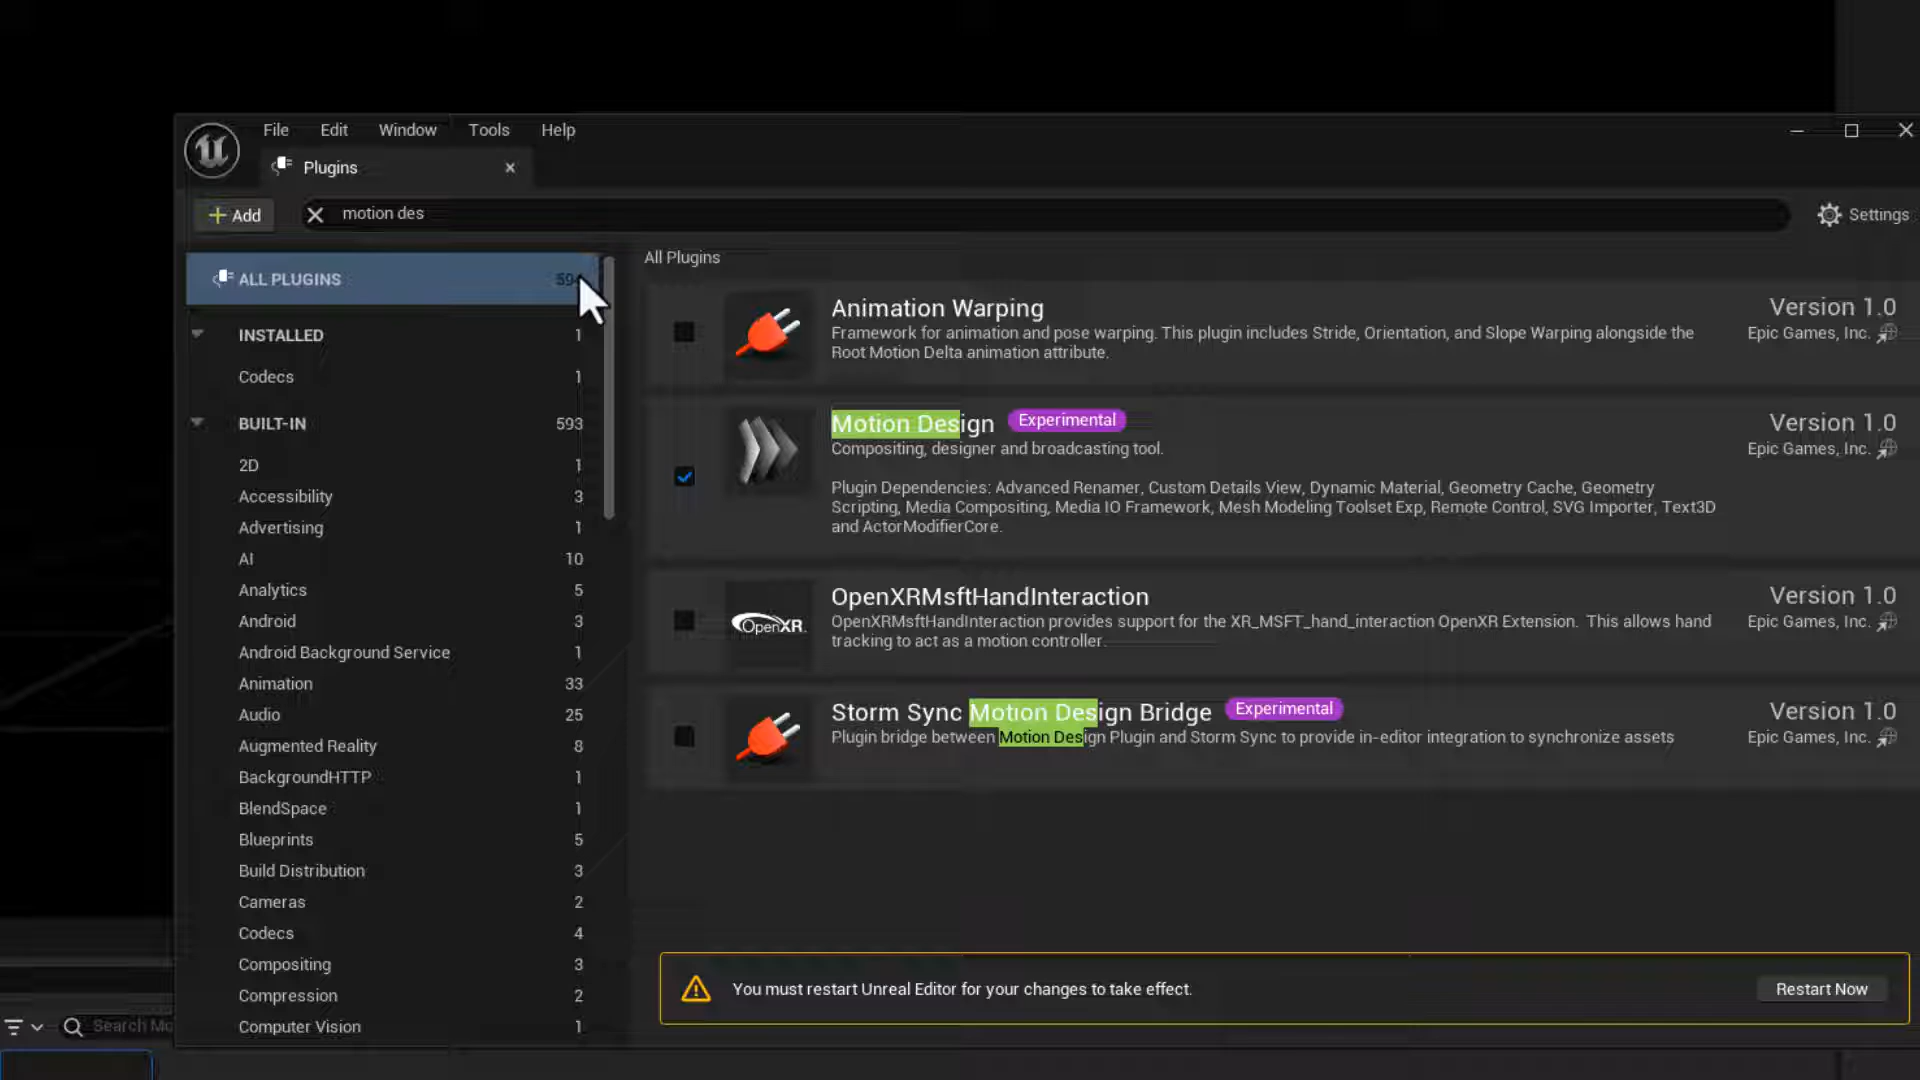 File Edit Window Tools Help
Plugins
Add
motion des
Settings
ALL PLUGINS
INSTALLED 1
Codecs 1
BUILT-IN 593
2D 1
Accessibility 3
Advertising 1
AI 10
Analytics 5
Android 3
Android Background Service 1
Animation 33
Audio 25
Augmented Reality 8
BackgroundHTTP 1
BlendSpace 1
Blueprints 5
Build Distribution 3
Cameras 2
Codecs 4
Compositing 3
Compression 2
Computer Vision 1
All Plugins
Animation Warping
Version 1.0
Framework for animation and pose warping. This plugin includes Stride, Orientation, and Slope Warping alongside the
Root Motion Delta animation attribute.
Epic Games, Inc.
Motion Design Experimental
Version 1.0
Compositing, designer and broadcasting tool.
Epic Games, Inc.
Plugin Dependencies: Advanced Renamer, Custom Details View, Dynamic Material, Geometry Cache, Geometry
Scripting, Media Compositing, Media IO Framework, Mesh Modeling Toolset Exp, Remote Control, SVG Importer, Text3D
and ActorModifierCore.
OpenXRMsftHandInteraction
Version 1.0
OpenXR
OpenXRMsftHandInteraction provides support for the XR_MSFT_hand_interaction OpenXR Extension. This allows hand
tracking to act as a motion controller.
Epic Games, Inc.
Storm Sync Motion Design Bridge Experimental
Version 1.0
Plugin bridge between Motion Design Plugin and Storm Sync to provide in-editor integration to synchronize assets
Epic Games, Inc.
You must restart Unreal Editor for your changes to take effect.
Restart Now
Search